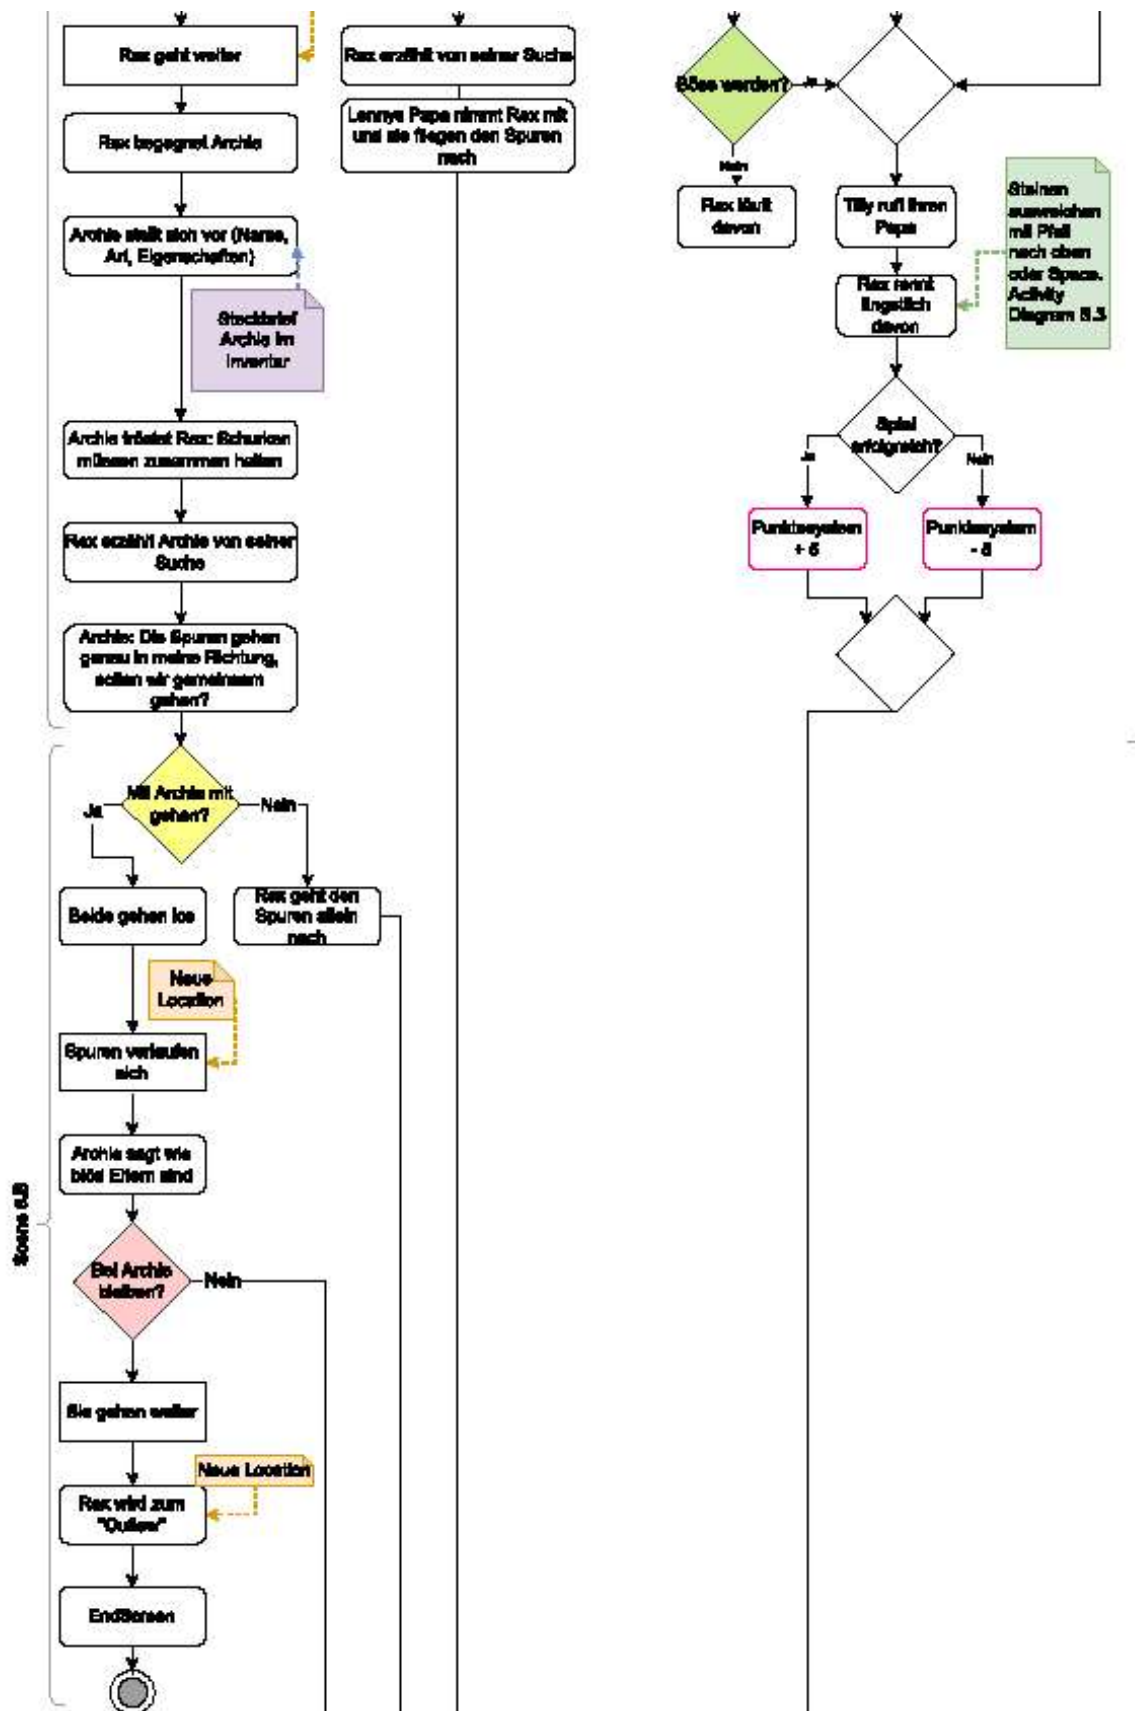 Rex geht weiter
Rex begegnet Archie
Archie stellt sich vor (Name,
Art, Eigenschaften)
Steckbrief
Archie im
Inventar
Archie tröstet Rex: Schurken
müssen zusammen halten
Rex erzählt Archie von seiner
Suche
Archie: Die Spuren gehen
genau in meine Richtung,
sollen wir gemeinsam
gehen?
Rex erzählt von seiner Suche
Lennys Papa nimmt Rex mit
und sie fliegen den Spuren
nach
Böse werden?
Ja
Nein
Rex läuft
davon
Tilly ruft ihren
Papa
Rex rennt
ängstlich
davon
Steinen
ausweichen
mit Pfeil
nach oben
oder Space.
Activity
Diagram
Spiel
erfolgreich?
Ja
Nein
Punktesystem
+ 5
Punktesystem
- 5
Mit Archie mit
gehen?
Ja
Nein
Beide gehen los
Rex geht den
Spuren allein
nach
Neue
Location
Spuren verlaufen
sich
Archie sagt wie
blöd Eltern sind
Scene
Bei Archie
bleiben?
Nein
Sie gehen weiter
Neue Location
Rex wird zum
"Outlaw"
EndScreen